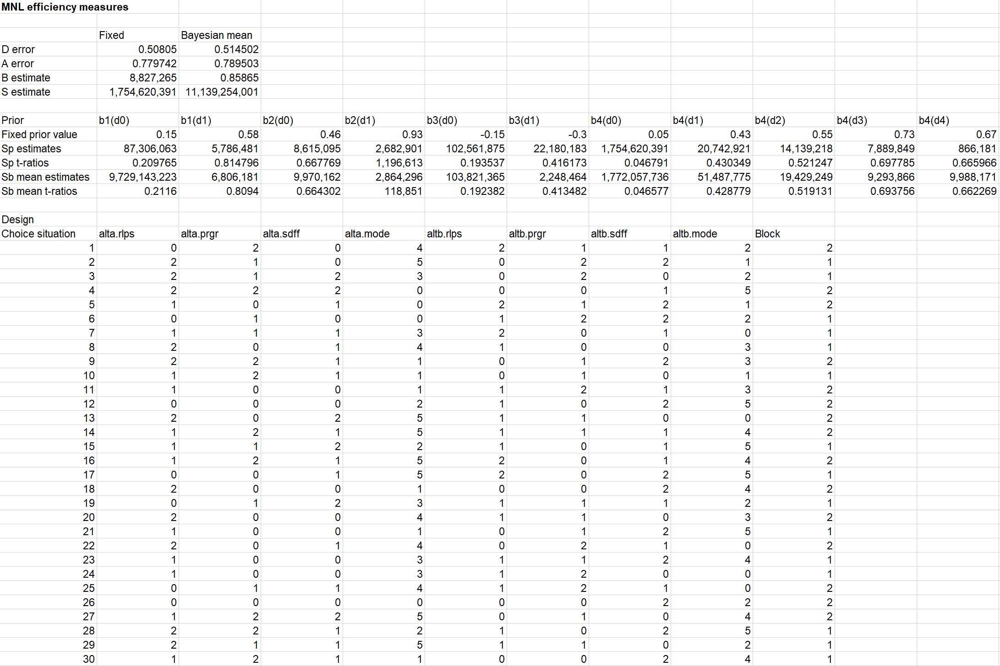 MNL efficiency measures
Fixed Bayesian mean
D error 0.50805 0.514502
A error 0.779742 0.789503
B estimate 8,827,265 0.85865
S estimate 1,754,620,391 11,139,254,001
Prior b1(d0) b1(d1) b2(d0) b2(d1) b3(d0) b3(d1) b4(d0) b4(d1) b4(d2) b4(d3) b4(d4)
Fixed prior value 0.15 0.58 0.46 0.93 -0.15 -0.3 0.05 0.43 0.55 0.73 0.67
Sp estimates 87,306,063 5,786,481 8,615,095 2,682,901 102,561,875 22,180,183 1,754,620,391 20,742,921 14,139,218 7,889,849 866,181
Sp t-ratios 0.209765 0.814796 0.667769 1,196,613 0.193537 0.416173 0.046791 0.430349 0.521247 0.697785 0.665966
Sb mean estimates 9,729,143,223 6,806,181 9,970,162 2,864,296 103,821,365 2,248,464 1,772,057,736 51,487,775 19,429,249 9,293,866 9,988,171
Sb mean t-ratios 0.2116 0.8094 0.664302 118,851 0.192382 0.413482 0.046577 0.428779 0.519131 0.693756 0.662269
Design
Choice situation alta.rlps alta.prgr alta.sdff alta.mode altb.rlps altb.prgr altb.sdff altb.mode Block
1 0 2 0 4 2 1 1 2 2
2 2 1 0 5 0 2 2 1 1
3 2 1 2 3 0 2 0 2 1
4 2 2 2 0 0 0 1 5 2
5 1 0 1 0 2 1 2 1 2
6 0 1 0 0 1 2 2 2 1
7 1 1 1 3 2 0 1 0 1
8 2 0 1 4 1 0 0 3 1
9 2 2 1 1 0 1 2 3 2
10 1 2 1 1 0 1 0 1 1
11 1 0 0 1 1 2 1 3 2
12 0 0 0 2 1 0 2 5 2
13 2 0 2 5 1 1 0 0 2
14 1 2 1 5 1 1 1 4 2
15 1 1 2 2 1 0 1 5 1
16 1 2 1 5 2 0 1 4 2
17 0 0 1 5 2 0 2 5 1
18 2 0 0 1 0 0 2 4 2
19 0 1 2 3 1 1 1 2 1
20 2 0 0 4 1 1 0 3 2
21 1 0 0 1 0 1 2 5 1
22 2 0 1 4 0 2 1 0 2
23 1 0 0 3 1 1 2 4 1
24 1 0 0 3 1 2 0 0 1
25 0 1 1 4 1 2 1 0 2
26 0 0 0 0 0 0 2 2 2
27 1 2 2 5 0 1 0 4 2
28 2 2 1 2 1 0 2 5 1
29 2 1 1 5 1 1 0 2 1
30 1 2 1 1 0 0 2 4 1